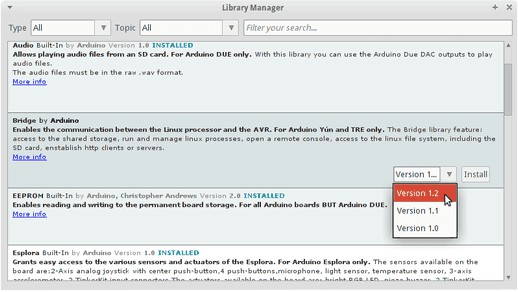 Library Manager
Type All Topic All Filter your search...
Audio Built-In by Arduino Version 1.0 INSTALLED
Allows playing audio files from an SD card. For Arduino DUE only. With this library you can use the Arduino Due DAC outputs to play
audio files.
The audio files must be in the raw .wav format.
More info
Bridge by Arduino
Enables the communication between the Linux processor and the AVR. For Arduino Yún and TRE only. The Bridge library feature:
access to the shared storage, run and manage linux processes, open a remote console, access to the linux file system, including the
SD card, enstablish http clients or servers.
More info
Version 1... Install
Version 1.2
Version 1.1
Version 1.0
EEPROM Built-In by Arduino, Christopher Andrews Version 2.0 INSTALLED
Enables reading and writing to the permanent board storage. For all Arduino boards BUT Arduino DUE.
More info
Esplora Built-In by Arduino Version 1.0 INSTALLED
Grants easy access to the various sensors and actuators of the Esplora. For Arduino Esplora only. The sensors available on the
board are:2-Axis analog joystick with center push-button,4 push-buttons,microphone, light sensor, temperature sensor, 3-axis